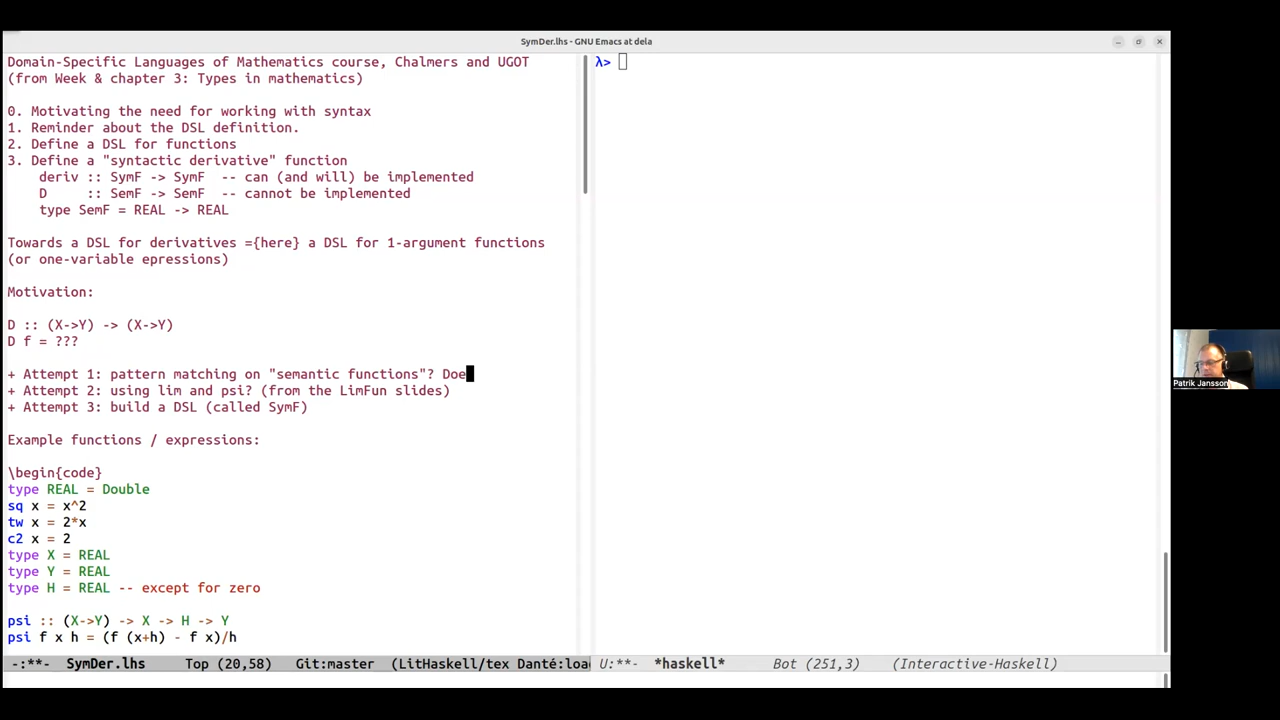 SymDer.lhs - GNU Emacs at dela
Domain-Specific Languages of Mathematics course, Chalmers and UGOT
(from Week & chapter 3: Types in mathematics)
0. Motivating the need for working with syntax
1. Reminder about the DSL definition.
2. Define a DSL for functions
3. Define a "syntactic derivative" function
deriv :: SymF -> SymF  -- can (and will) be implemented
D     :: SemF -> SemF  -- cannot be implemented
type SemF = REAL -> REAL
Towards a DSL for derivatives ={here} a DSL for 1-argument functions
(or one-variable epressions)
Motivation:
D :: (X->Y) -> (X->Y)
D f = ???
+ Attempt 1: pattern matching on "semantic functions"? Doe
+ Attempt 2: using lim and psi? (from the LimFun slides)
+ Attempt 3: build a DSL (called SymF)
Example functions / expressions:
\begin{code}
type REAL = Double
sq x = x^2
tw x = 2*x
c2 x = 2
type X = REAL
type Y = REAL
type H = REAL -- except for zero
psi :: (X->Y) -> X -> H -> Y
psi f x h = (f (x+h) - f x)/h
-:**-  SymDer.lhs     Top (20,58)    Git:master  (LitHaskell/tex Danté:loa
λ>
U:**-  *haskell*      Bot (251,3)    (Interactive-Haskell)
Patrik Jansson